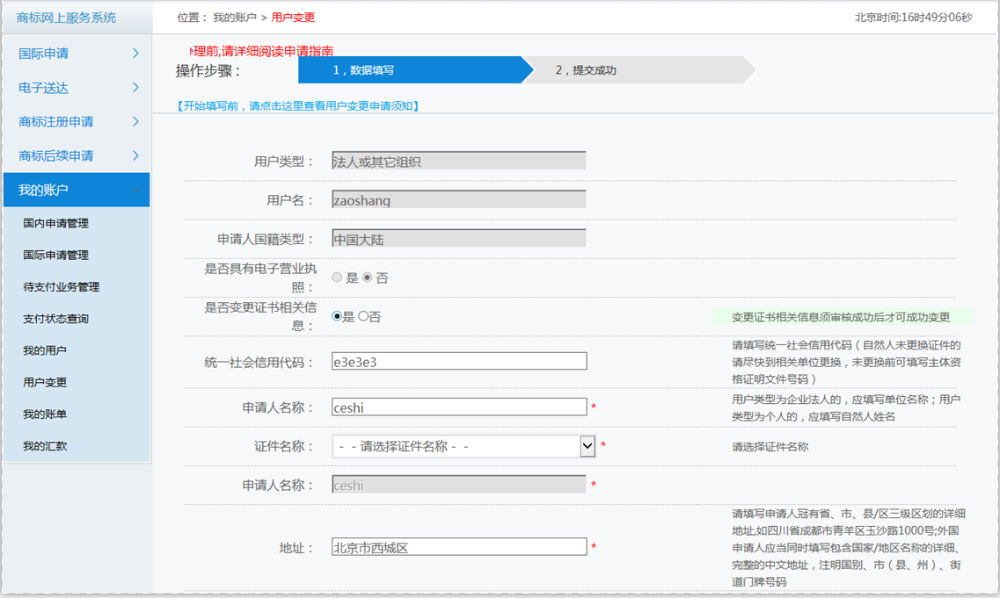 商标网上服务系统
位置： 我的账户 > 用户变更
北京时间:16时49分06秒
国际申请
电子送达
商标注册申请
商标后续申请
我的账户
国内申请管理
国际申请管理
待支付业务管理
支付状态查询
我的用户
用户变更
我的账单
我的汇款
理前,请详细阅读申请指南
操作步骤：
1，数据填写
2，提交成功
【开始填写前，请点击这里查看用户变更申请须知】
用户类型：
法人或其它组织
用户名：
zaoshang
申请人国籍类型：
中国大陆
是否具有电子营业执
照：
是 否
是否变更证书相关信
息：
是 否
变更证书相关信息须审核成功后才可成功变更
统一社会信用代码：
e3e3e3
请填写统一社会信用代码（自然人未更换证件的
请尽快到相关单位更换，未更换前可填写主体资
格证明文件号码）
申请人名称：
ceshi
*
用户类型为企业法人的，应填写单位名称；用户
类型为个人的，应填写自然人姓名
证件名称：
- - 请选择证件名称 - -
*
请选择证件名称
申请人名称：
ceshi
*
地址：
北京市西城区
*
请填写申请人冠有省、市、县/区三级区划的详细
地址,如四川省成都市青羊区玉沙路1000号;外国
申请人应当同时填写包含国家/地区名称的详细、
完整的中文地址，注明国别、市（县、州）、街
道门牌号码